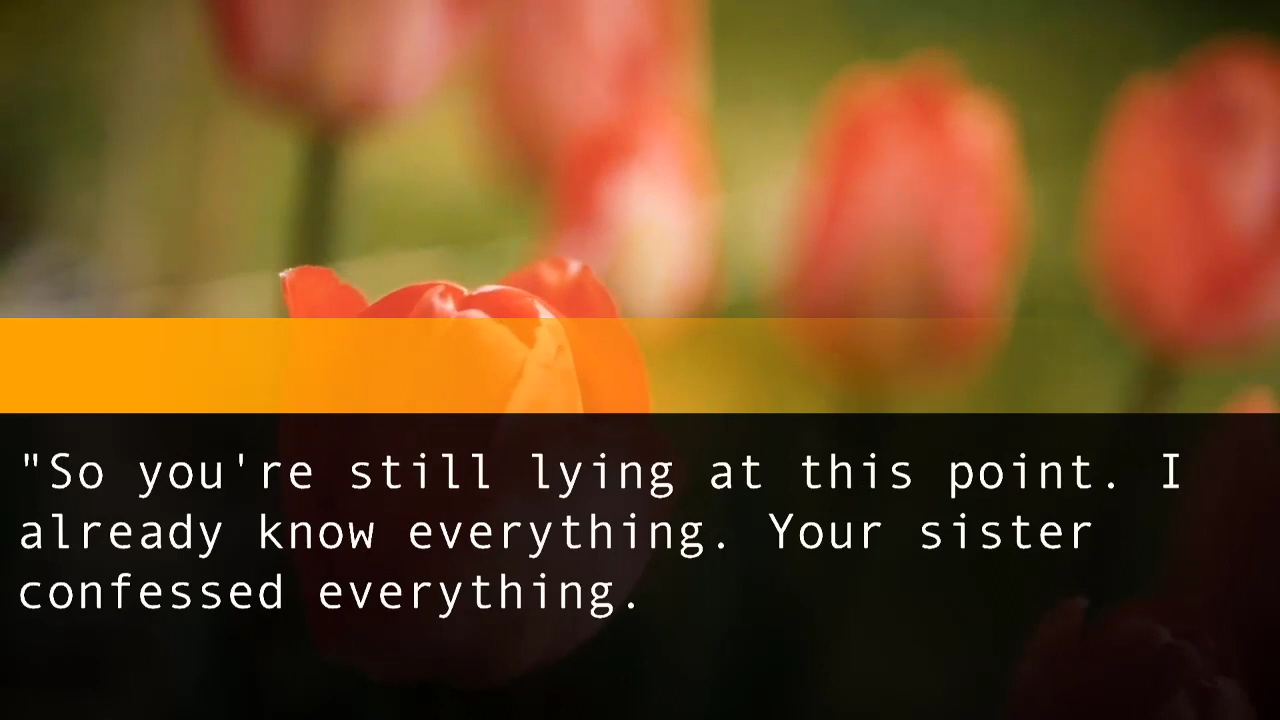 "So you're still lying at this point. I
already know everything. Your sister
confessed everything.